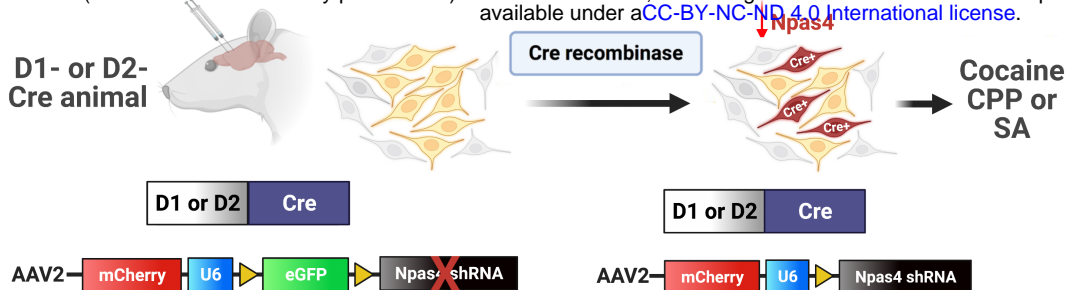 available under aCC-BY-NC-ND 4.0 International license.
Npas4
Cre recombinase
D1- or D2-
Cre animal
Cre+
Cre+
Cre+
Cocaine
CPP or
SA
D1 or D2 Cre
D1 or D2 Cre
AAV2 mCherry U6 eGFP Npas4 shRNA
AAV2 mCherry U6 Npas4 shRNA